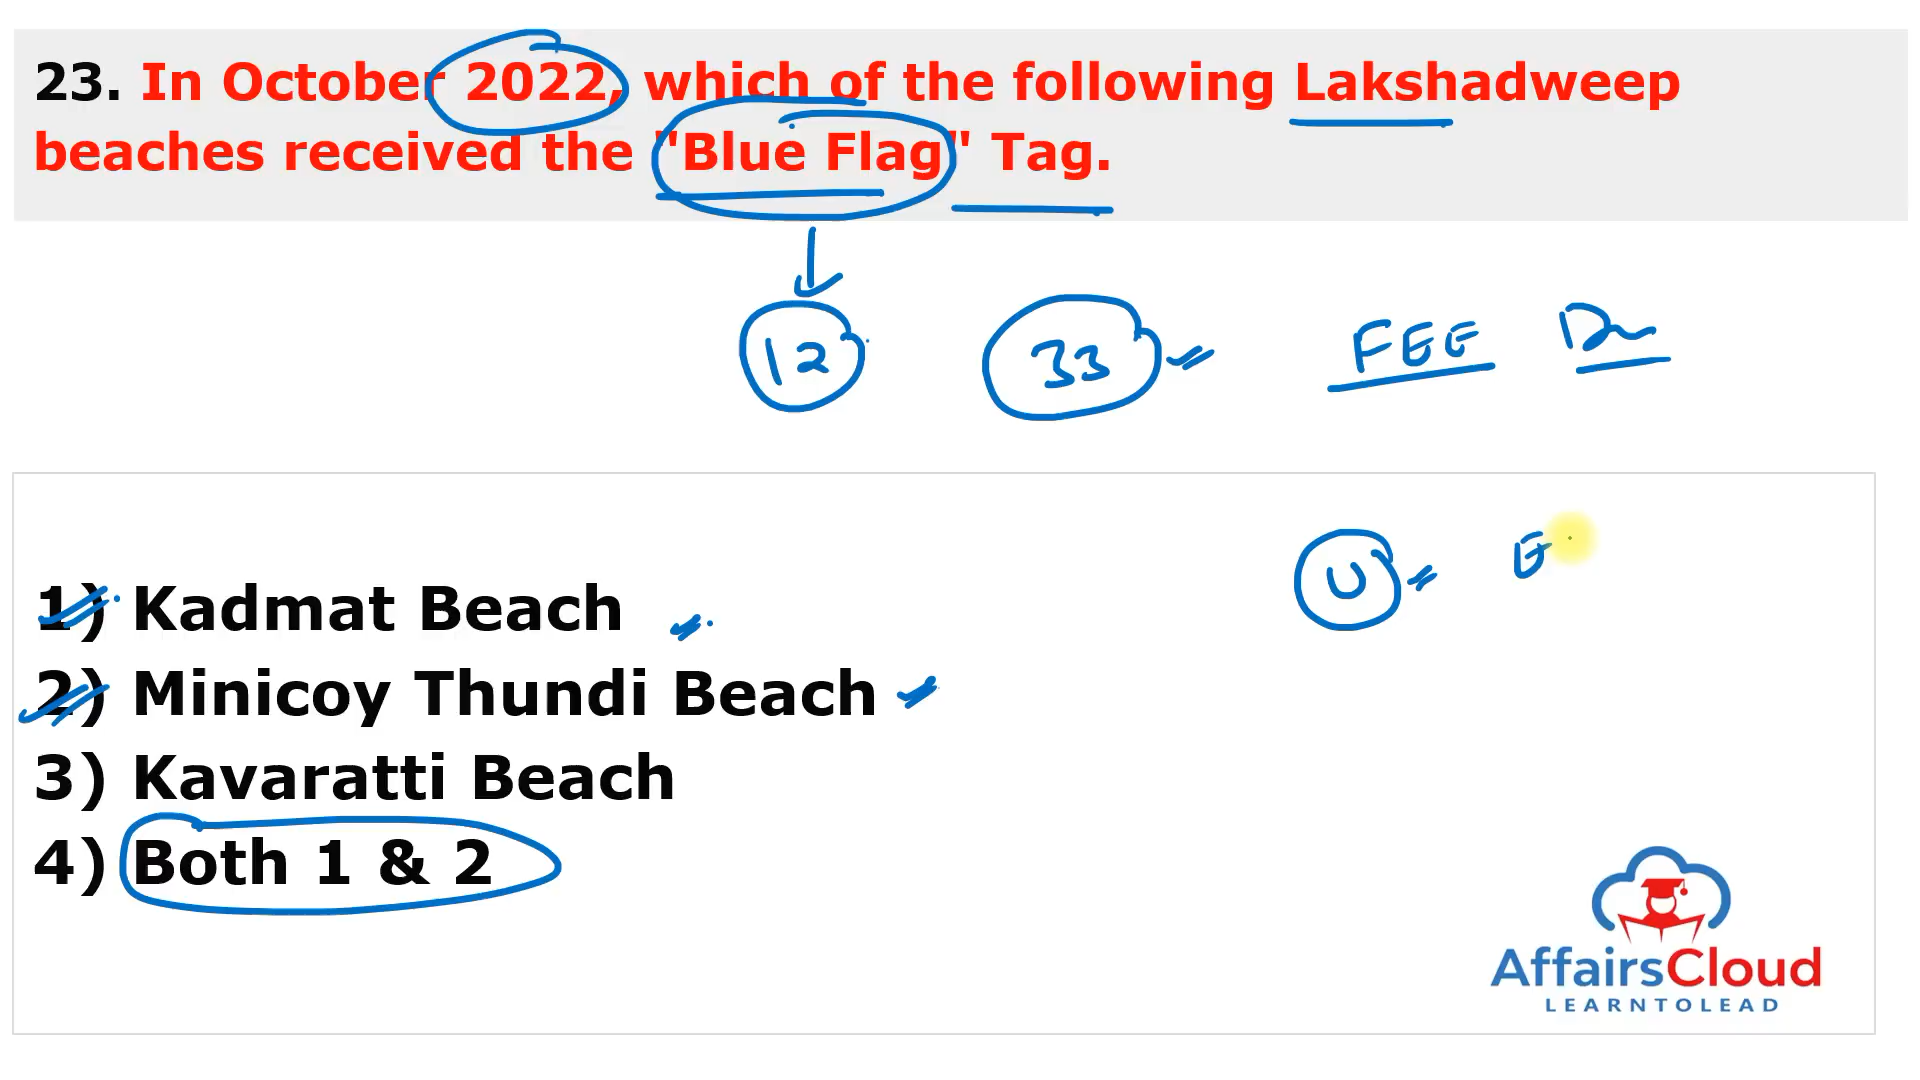 23. In October 2022, which of the following Lakshadweep
beaches received the "Blue Flag" Tag.
12 33 FEE
U E
1) Kadmat Beach
2) Minicoy Thundi Beach
3) Kavaratti Beach
4) Both 1 & 2
AffairsCloud
LEARNTOLEAD